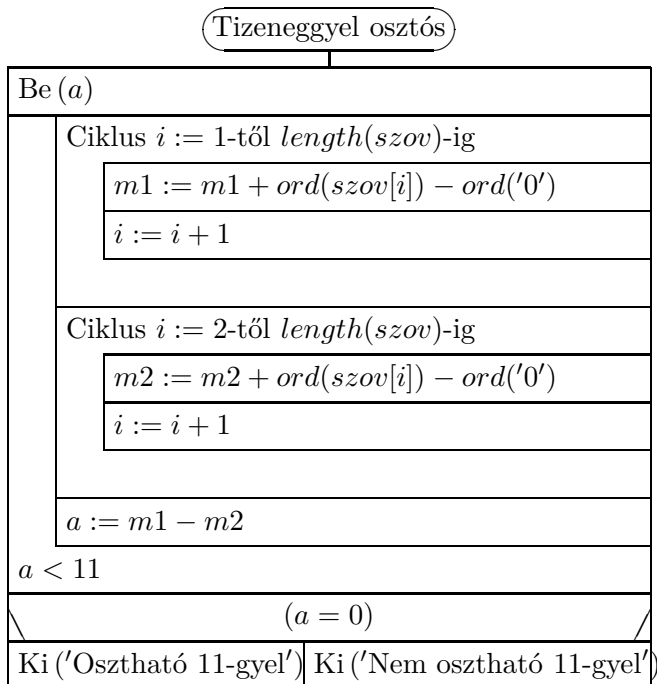 Tizeneggyel osztós
Be (a)
Ciklus i := 1-től length(szov)-ig
m1 := m1 + ord(szov[i]) − ord('0')
i := i + 1
Ciklus i := 2-től length(szov)-ig
m2 := m2 + ord(szov[i]) − ord('0')
i := i + 1
a := m1 − m2
a < 11
(a = 0)
Ki ('Osztható 11-gyel') Ki ('Nem osztható 11-gyel')